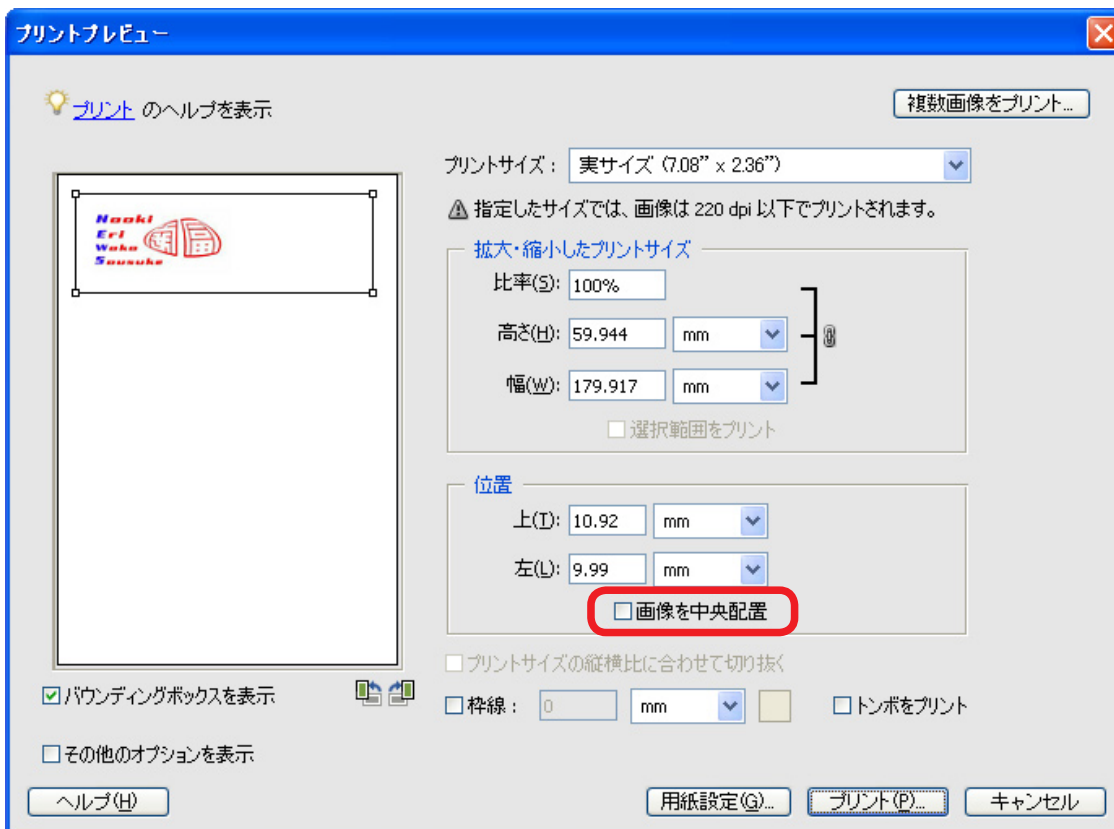 プリントプレビュー
プリント のヘルプを表示
複数画像をプリント...
プリントサイズ： 実サイズ (7.08" x 2.36")
指定したサイズでは、画像は 220 dpi 以下でプリントされます。
Naoki
Eri
Wako
Sousuke
拡大・縮小したプリントサイズ
比率(S): 100%
高さ(H): 59.944 mm
幅(W): 179.917 mm
選択範囲をプリント
位置
上(T): 10.92 mm
左(L): 9.99 mm
画像を中央配置
プリントサイズの縦横比に合わせて切り抜く
バウンディングボックスを表示
枠線： 0 mm
トンボをプリント
その他のオプションを表示
ヘルプ(H)
用紙設定(G)...
プリント(P)...
キャンセル